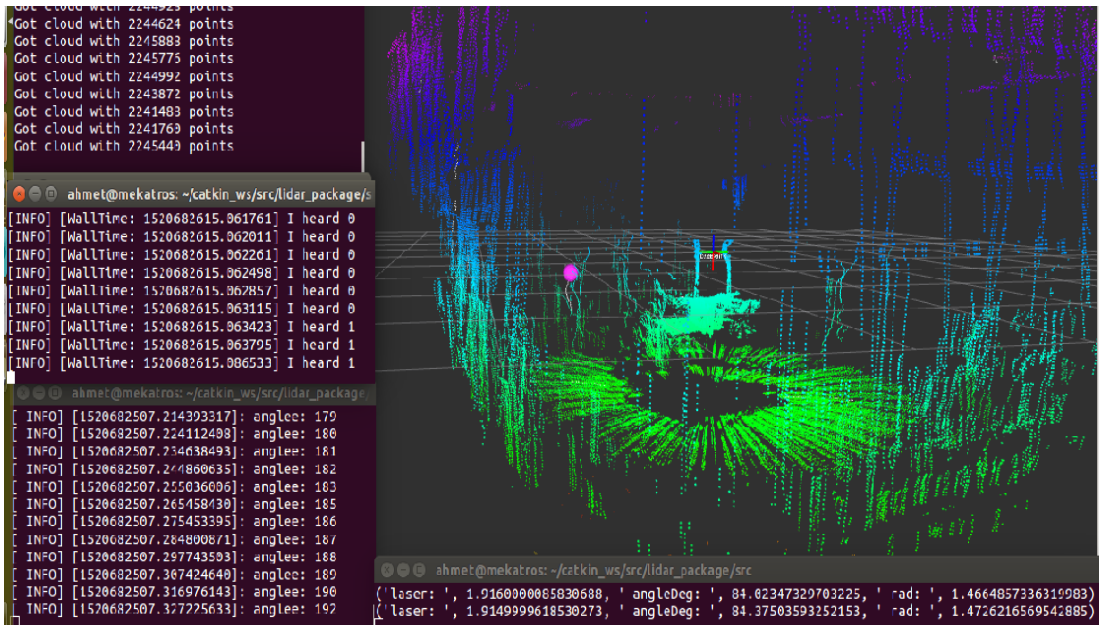 Got cloud with 2244923 points
Got cloud with 2244624 points
Got cloud with 2245883 points
Got cloud with 2245775 points
Got cloud with 2244992 points
Got cloud with 2243872 points
Got cloud with 2241483 points
Got cloud with 2241760 points
Got cloud with 2245440 points
ahmet@mekatros: ~/catkin_ws/src/lidar_package/s
[INFO] [WallTime: 1520682615.061761] I heard 0
[INFO] [WallTime: 1520682615.062011] I heard 0
[INFO] [WallTime: 1520682615.062261] I heard 0
[INFO] [WallTime: 1520682615.062498] I heard 0
[INFO] [WallTime: 1520682615.062857] I heard 0
[INFO] [WallTime: 1520682615.063115] I heard 0
[INFO] [WallTime: 1520682615.063423] I heard 1
[INFO] [WallTime: 1520682615.063795] I heard 1
[INFO] [WallTime: 1520682615.086533] I heard 1
ahmet@mekatros: ~/catkin_ws/src/lidar_package/
[ INFO] [1520682507.214393317]: anglee: 179
[ INFO] [1520682507.224112408]: anglee: 180
[ INFO] [1520682507.234638493]: anglee: 181
[ INFO] [1520682507.244860635]: anglee: 182
[ INFO] [1520682507.255036006]: anglee: 183
[ INFO] [1520682507.265458430]: anglee: 185
[ INFO] [1520682507.275453395]: anglee: 186
[ INFO] [1520682507.284800871]: anglee: 187
[ INFO] [1520682507.297743503]: anglee: 188
[ INFO] [1520682507.307424640]: anglee: 189
[ INFO] [1520682507.316976143]: anglee: 190
[ INFO] [1520682507.327225633]: anglee: 192
ahmet@mekatros: ~/catkin_ws/src/lidar_package/src
('laser: ', 1.9160000085830688, ' angleDeg: ', 84.02347329703225, ' rad: ', 1.4664857336319983)
('laser: ', 1.9149999618530273, ' angleDeg: ', 84.37503593252153, ' rad: ', 1.4726216569542885)